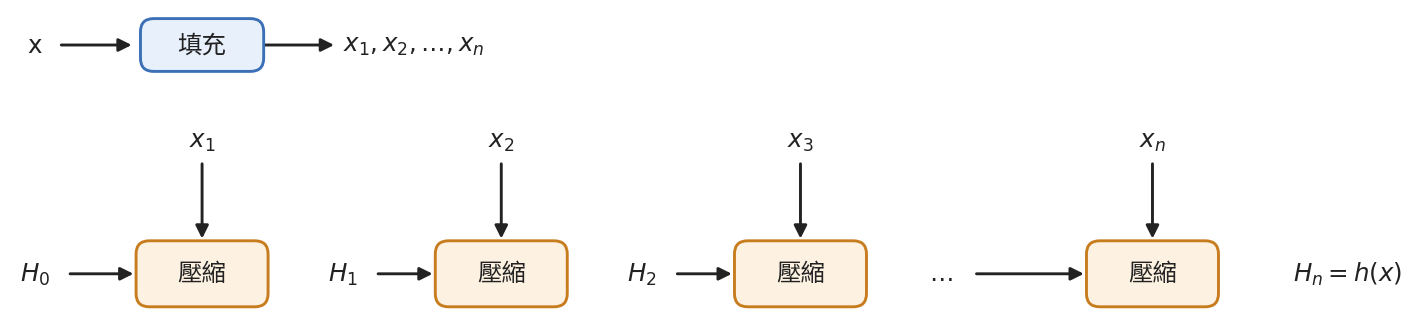 x 填充 x₁, x₂, …, xₙ
x₁ x₂ x₃ xₙ
H₀ 壓縮 H₁ 壓縮 H₂ 壓縮 … 壓縮 Hₙ = h(x)